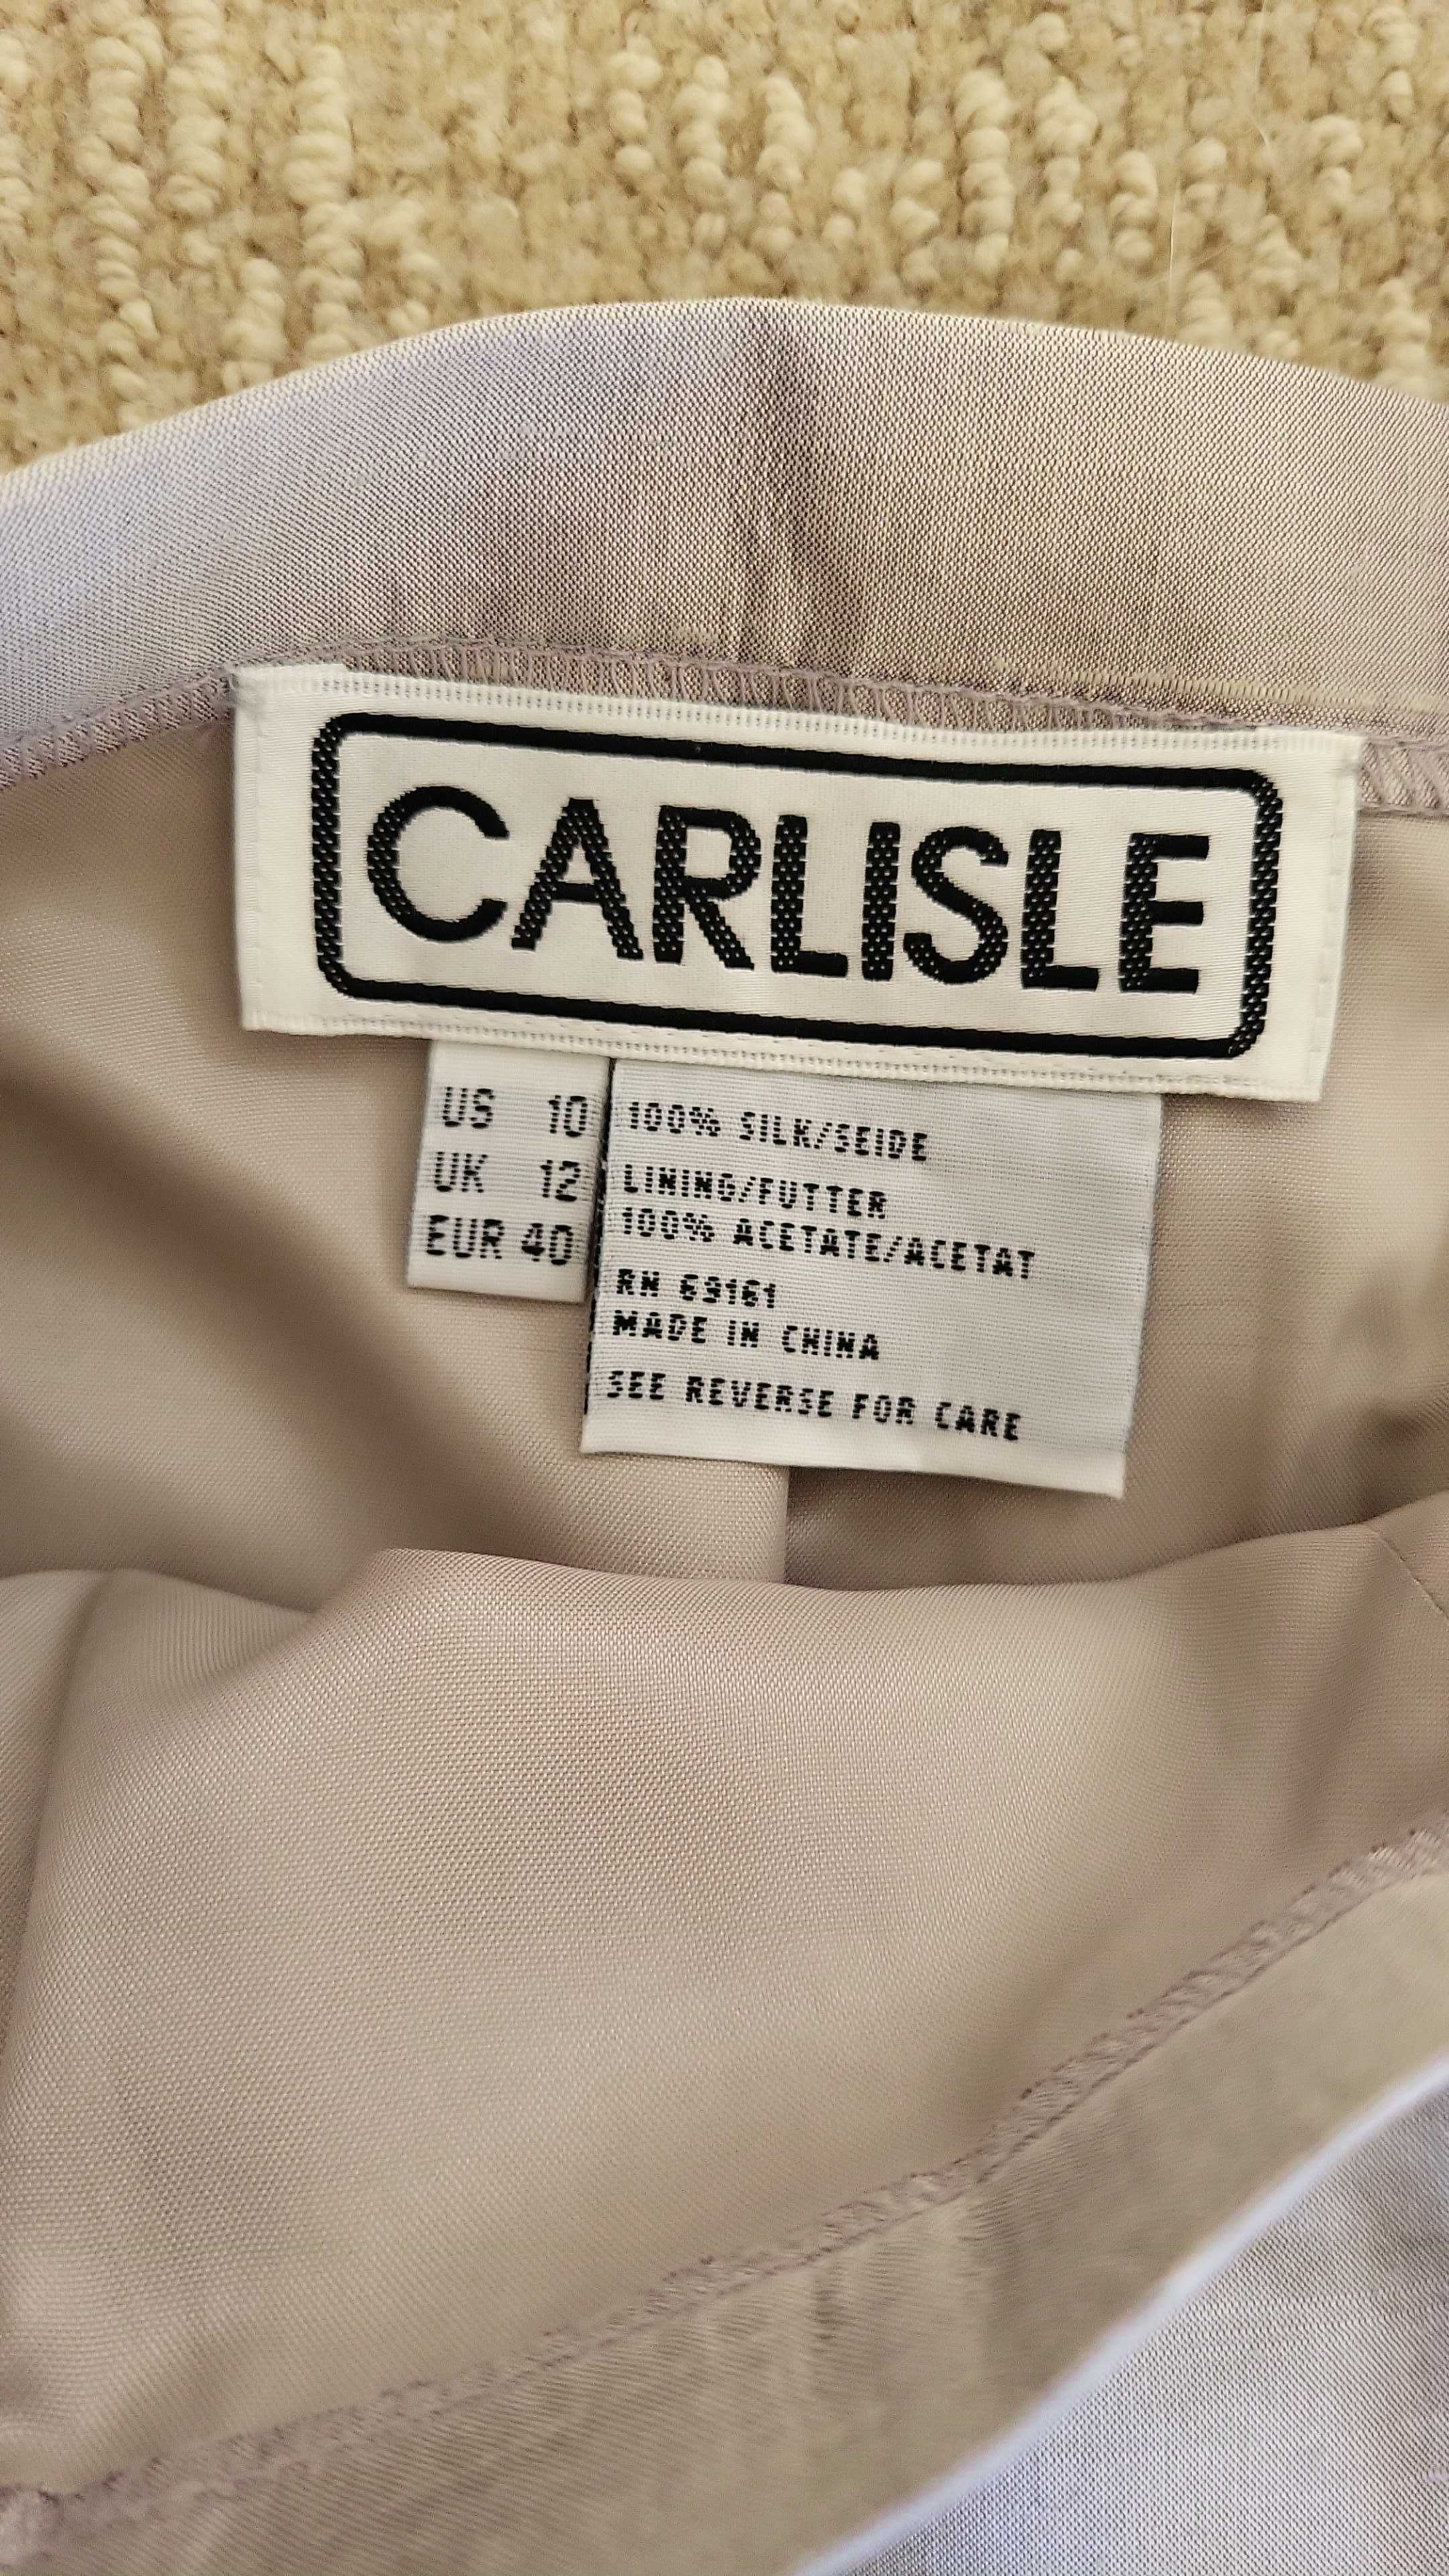 CARLISLE
US 10
UK 12
EUR 40
100% SILK/SEIDE
LINING/FUTTER
100% ACETATE/ACETAT
RN 69161
MADE IN CHINA
SEE REVERSE FOR CARE